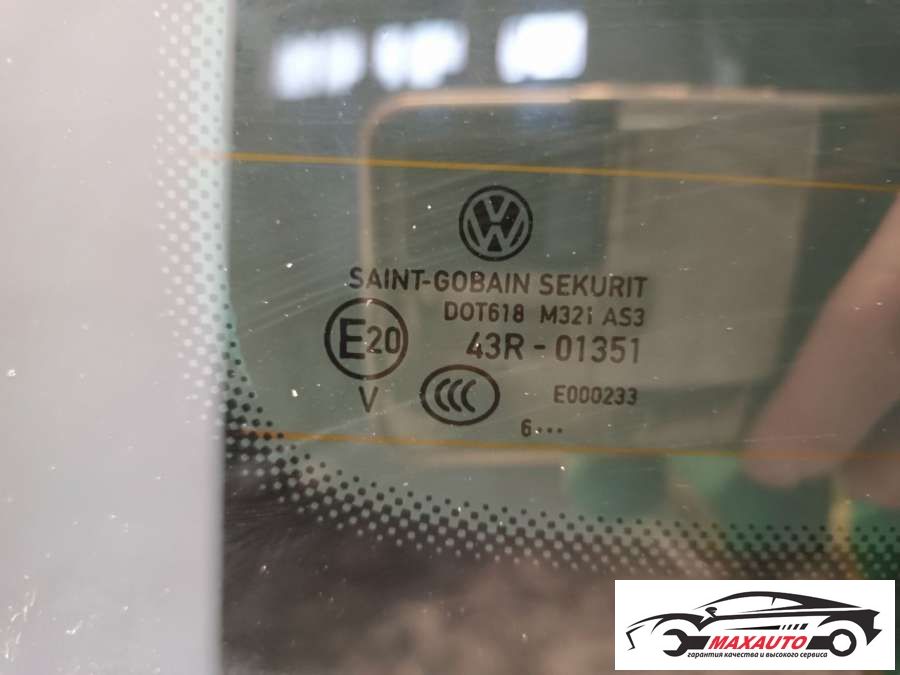 VW
SAINT-GOBAIN SEKURIT
DOT618 M321 AS3
E20
43R-01351
V
CCC
E000233
6...
MAXAUTO
гарантия качества и высокого сервиса